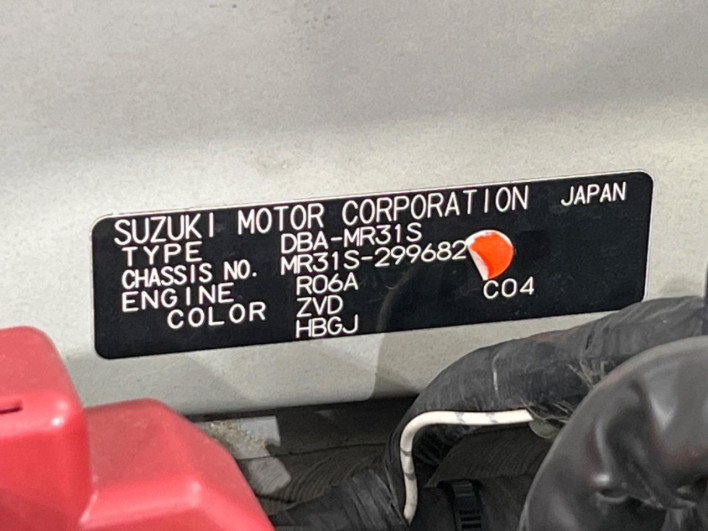 SUZUKI MOTOR CORPORATION JAPAN
TYPE DBA-MR31S
CHASSIS NO. MR31S-299682
ENGINE R06A C04
COLOR ZVD
HBGJ